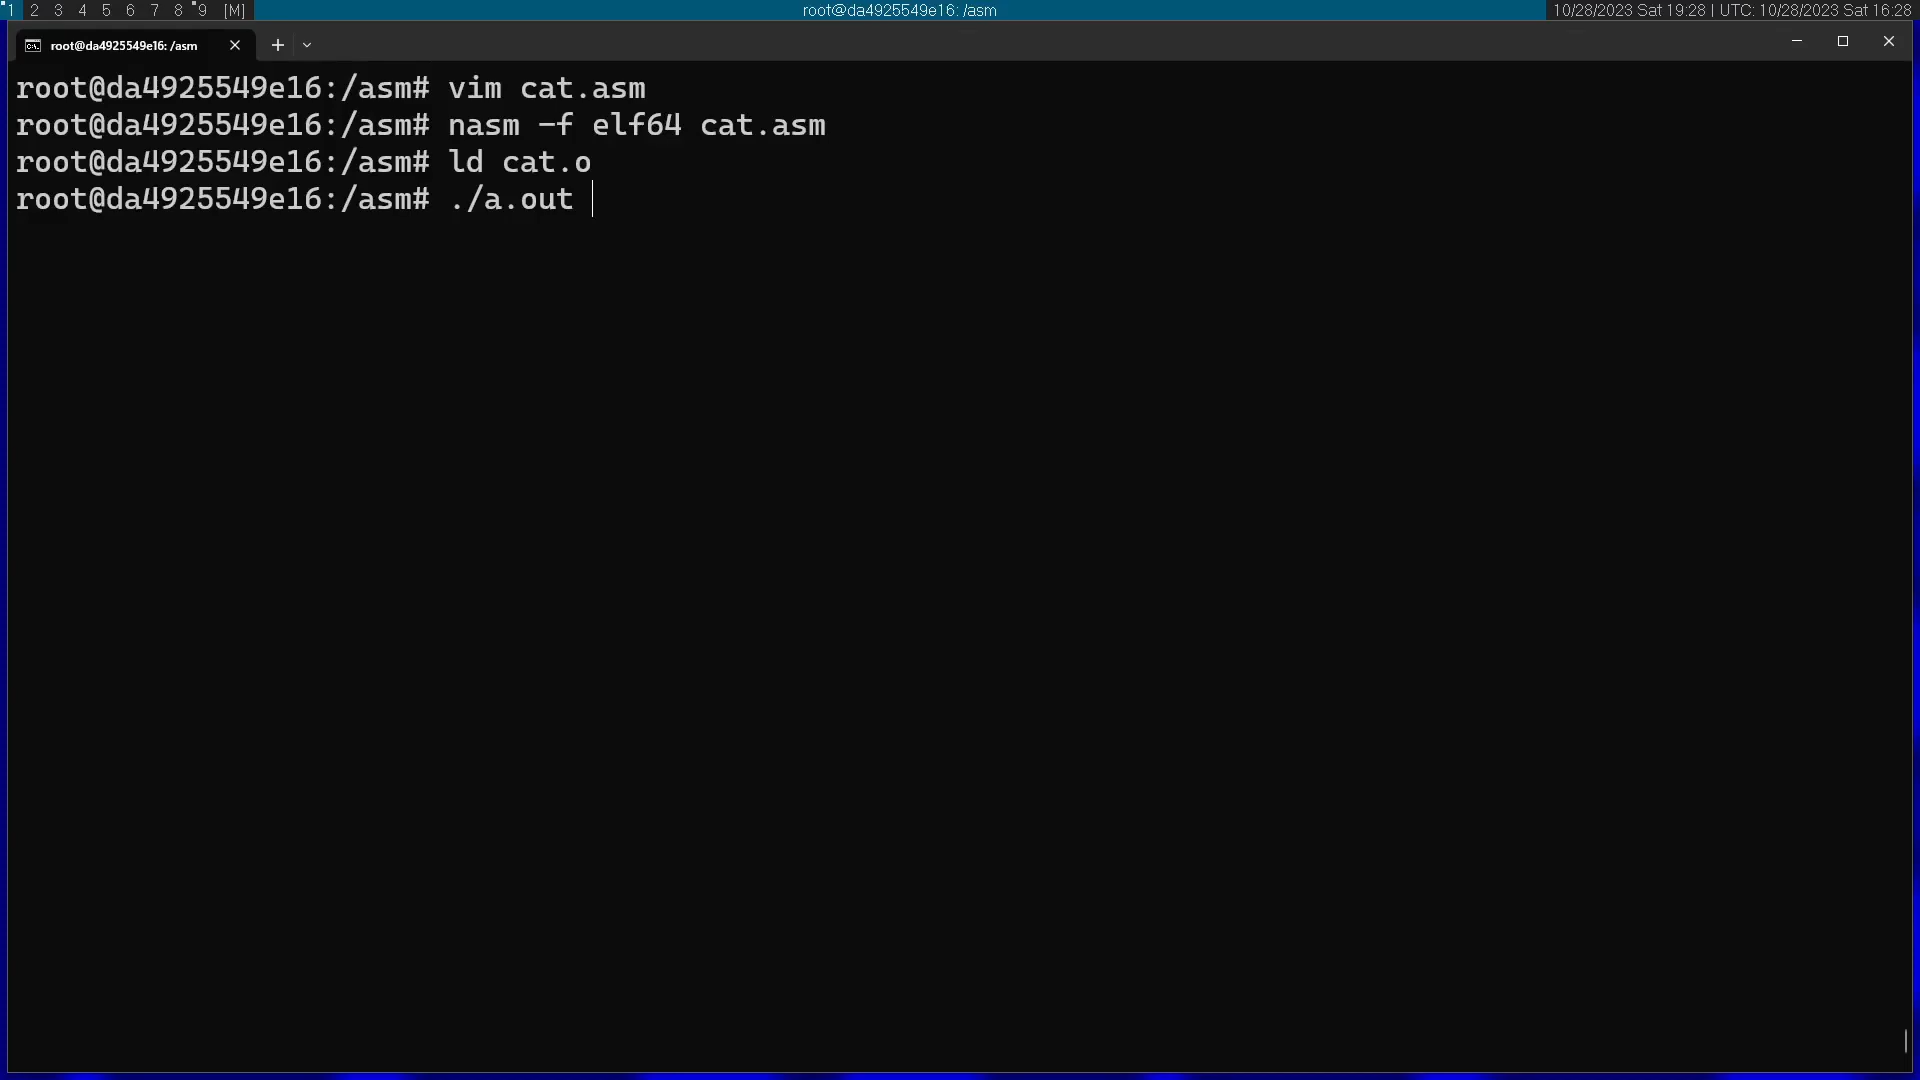 1 2 3 4 5 6 7 8 9 [M] root@da4925549e16: /asm 10/28/2023 Sat 19:28 | UTC: 10/28/2023 Sat 16:28
root@da4925549e16: /asm
root@da4925549e16:/asm# vim cat.asm
root@da4925549e16:/asm# nasm -f elf64 cat.asm
root@da4925549e16:/asm# ld cat.o
root@da4925549e16:/asm# ./a.out